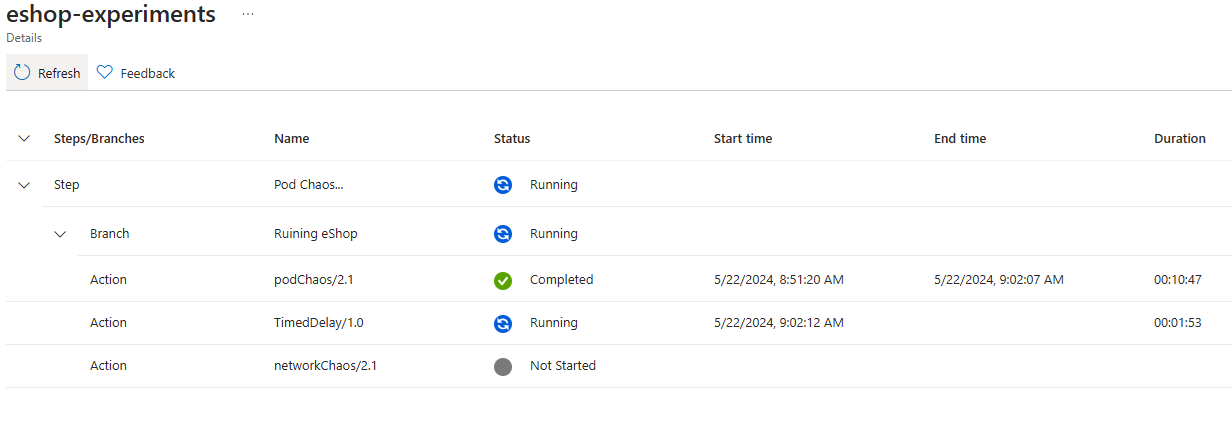 eshop-experiments ...
Details
Refresh Feedback
Steps/Branches Name Status Start time End time Duration
Step Pod Chaos... Running
Branch Ruining eShop Running
Action podChaos/2.1 Completed 5/22/2024, 8:51:20 AM 5/22/2024, 9:02:07 AM 00:10:47
Action TimedDelay/1.0 Running 5/22/2024, 9:02:12 AM 00:01:53
Action networkChaos/2.1 Not Started